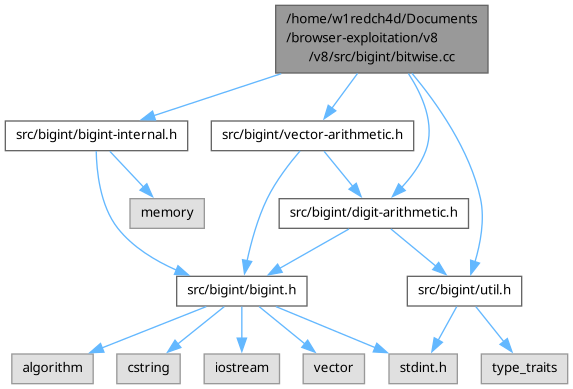 /home/w1redch4d/Documents
/browser-exploitation/v8
/v8/src/bigint/bitwise.cc
src/bigint/bigint-internal.h
src/bigint/vector-arithmetic.h
memory
src/bigint/digit-arithmetic.h
src/bigint/bigint.h
src/bigint/util.h
algorithm
cstring
iostream
vector
stdint.h
type_traits